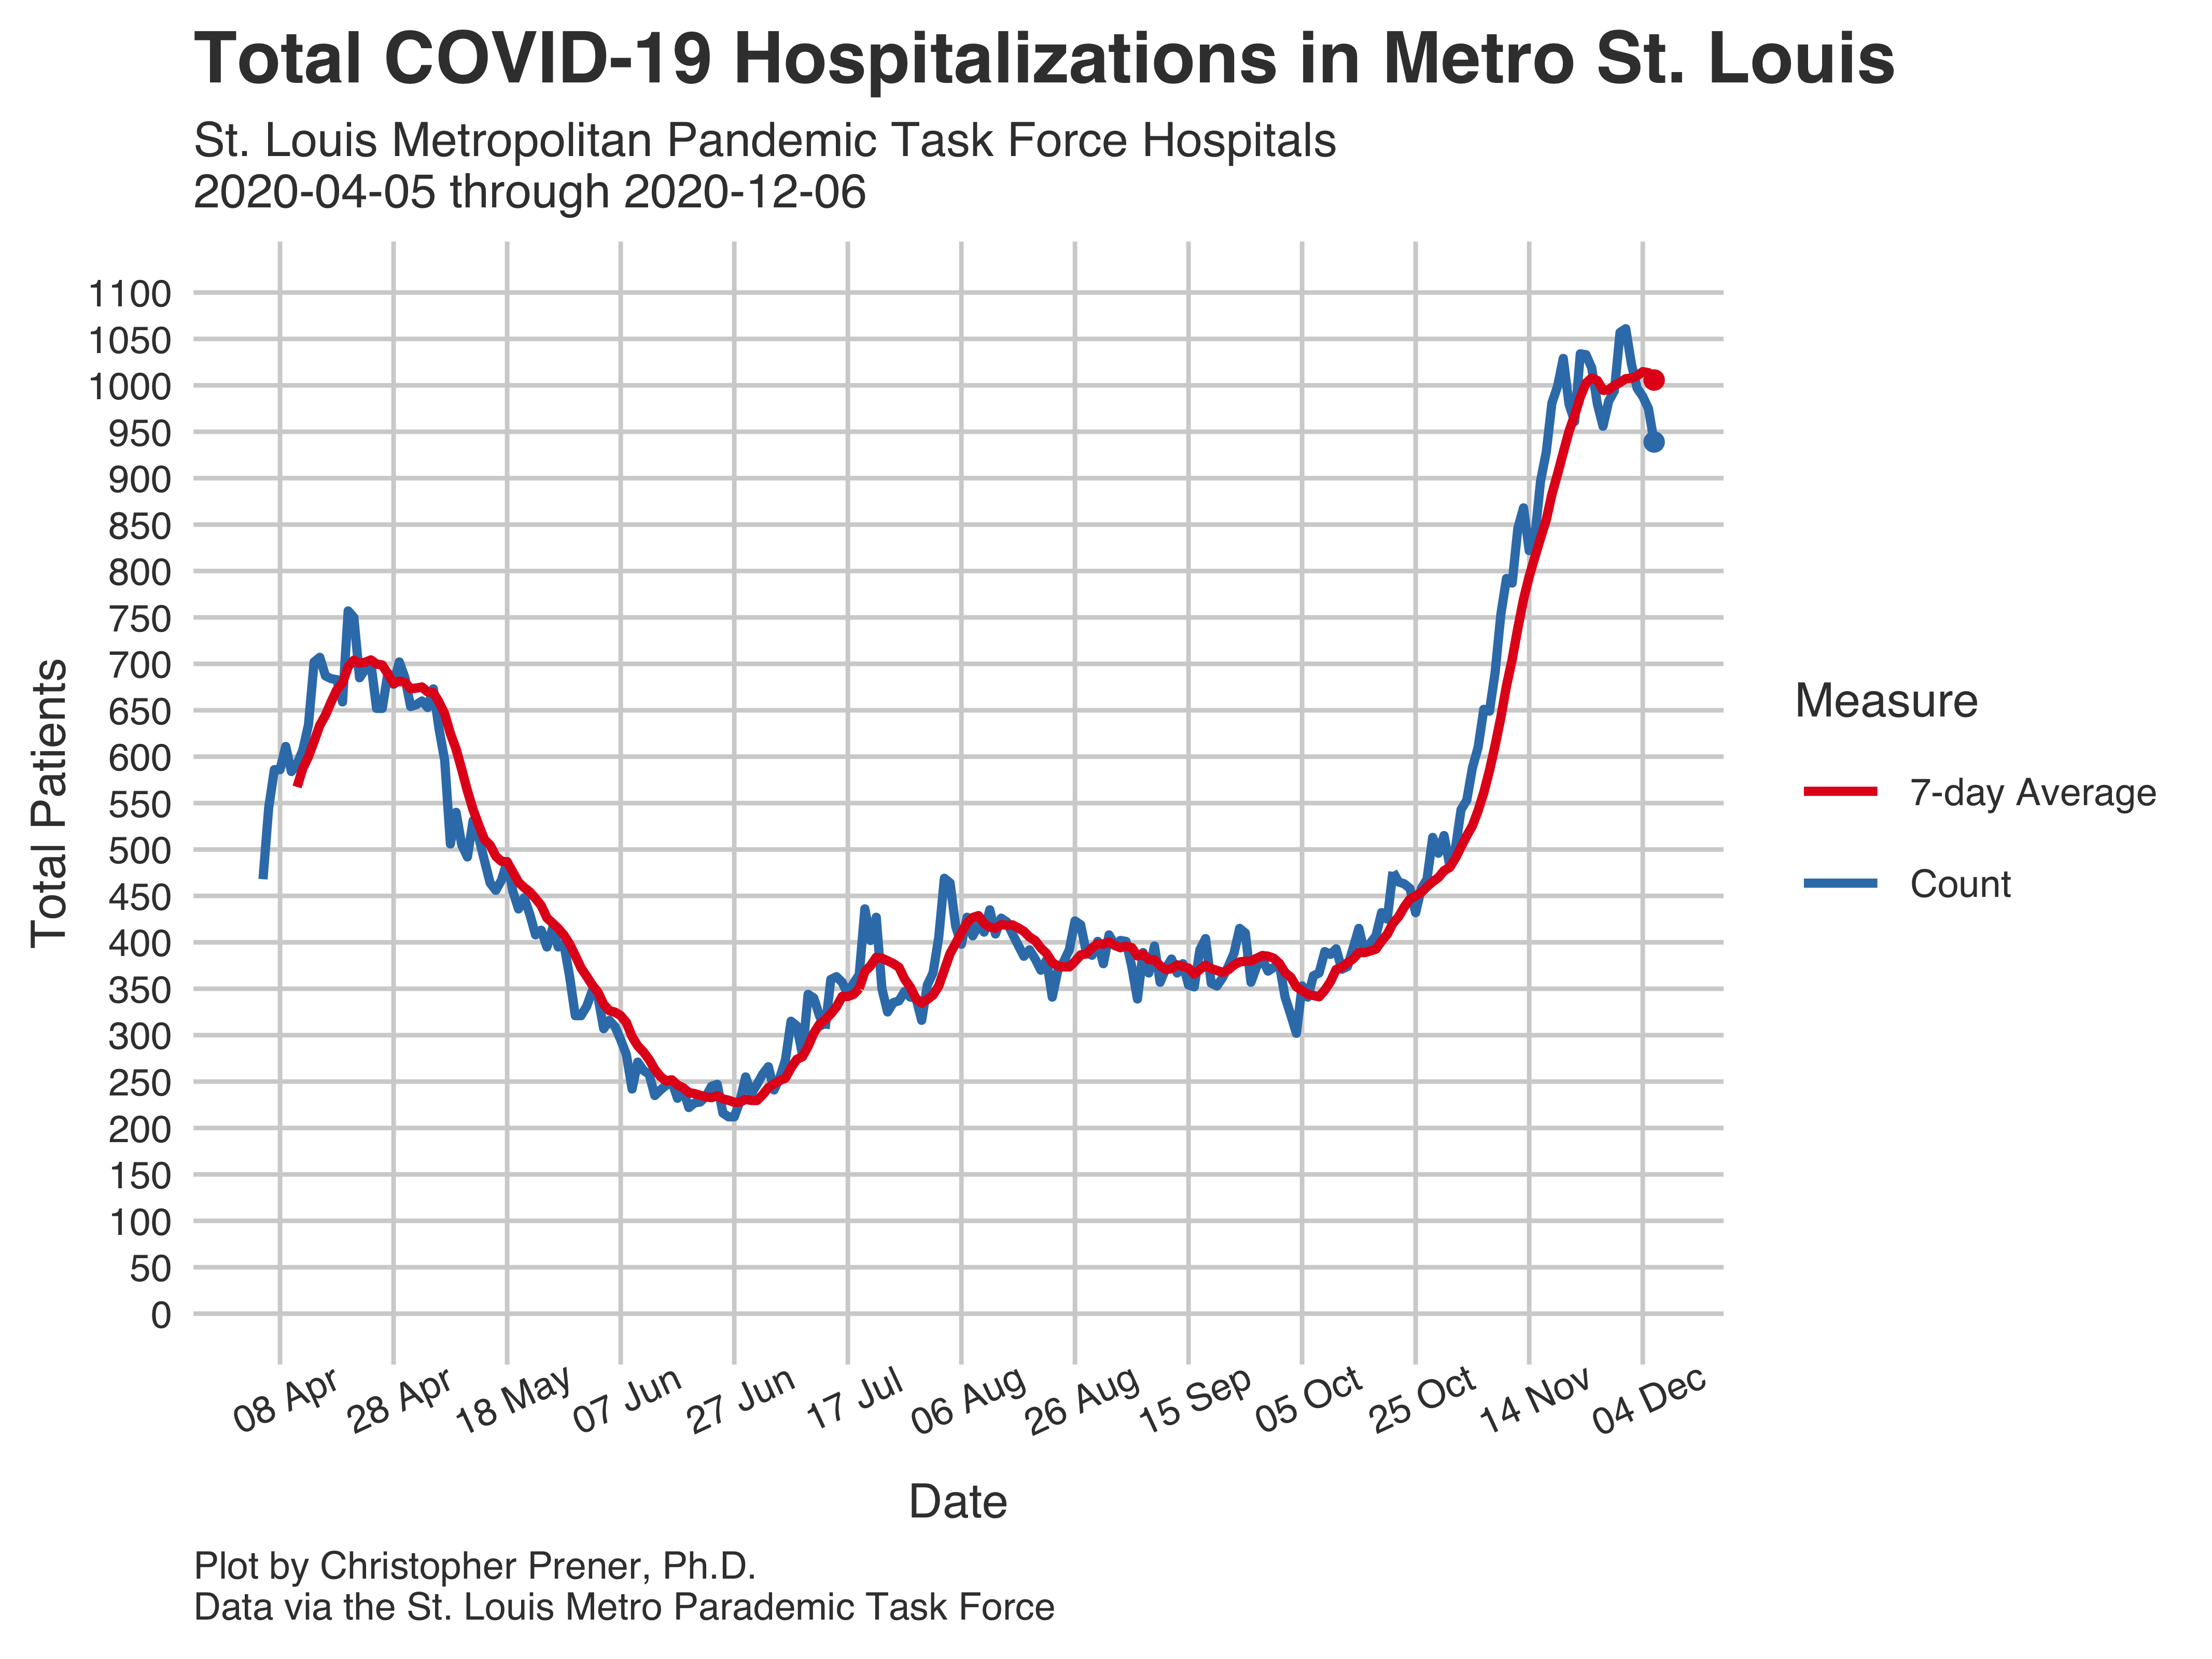 Total COVID-19 Hospitalizations in Metro St. Louis
St. Louis Metropolitan Pandemic Task Force Hospitals
2020-04-05 through 2020-12-06
1100
1050
1000
950
900
850
800
750
700
650
600
550
500
450
400
350
300
250
200
150
100
50
0
Total Patients
08 Apr
28 Apr
18 May
07 Jun
27 Jun
17 Jul
06 Aug
26 Aug
15 Sep
05 Oct
25 Oct
14 Nov
04 Dec
Date
Measure
7-day Average
Count
Plot by Christopher Prener, Ph.D.
Data via the St. Louis Metro Parademic Task Force